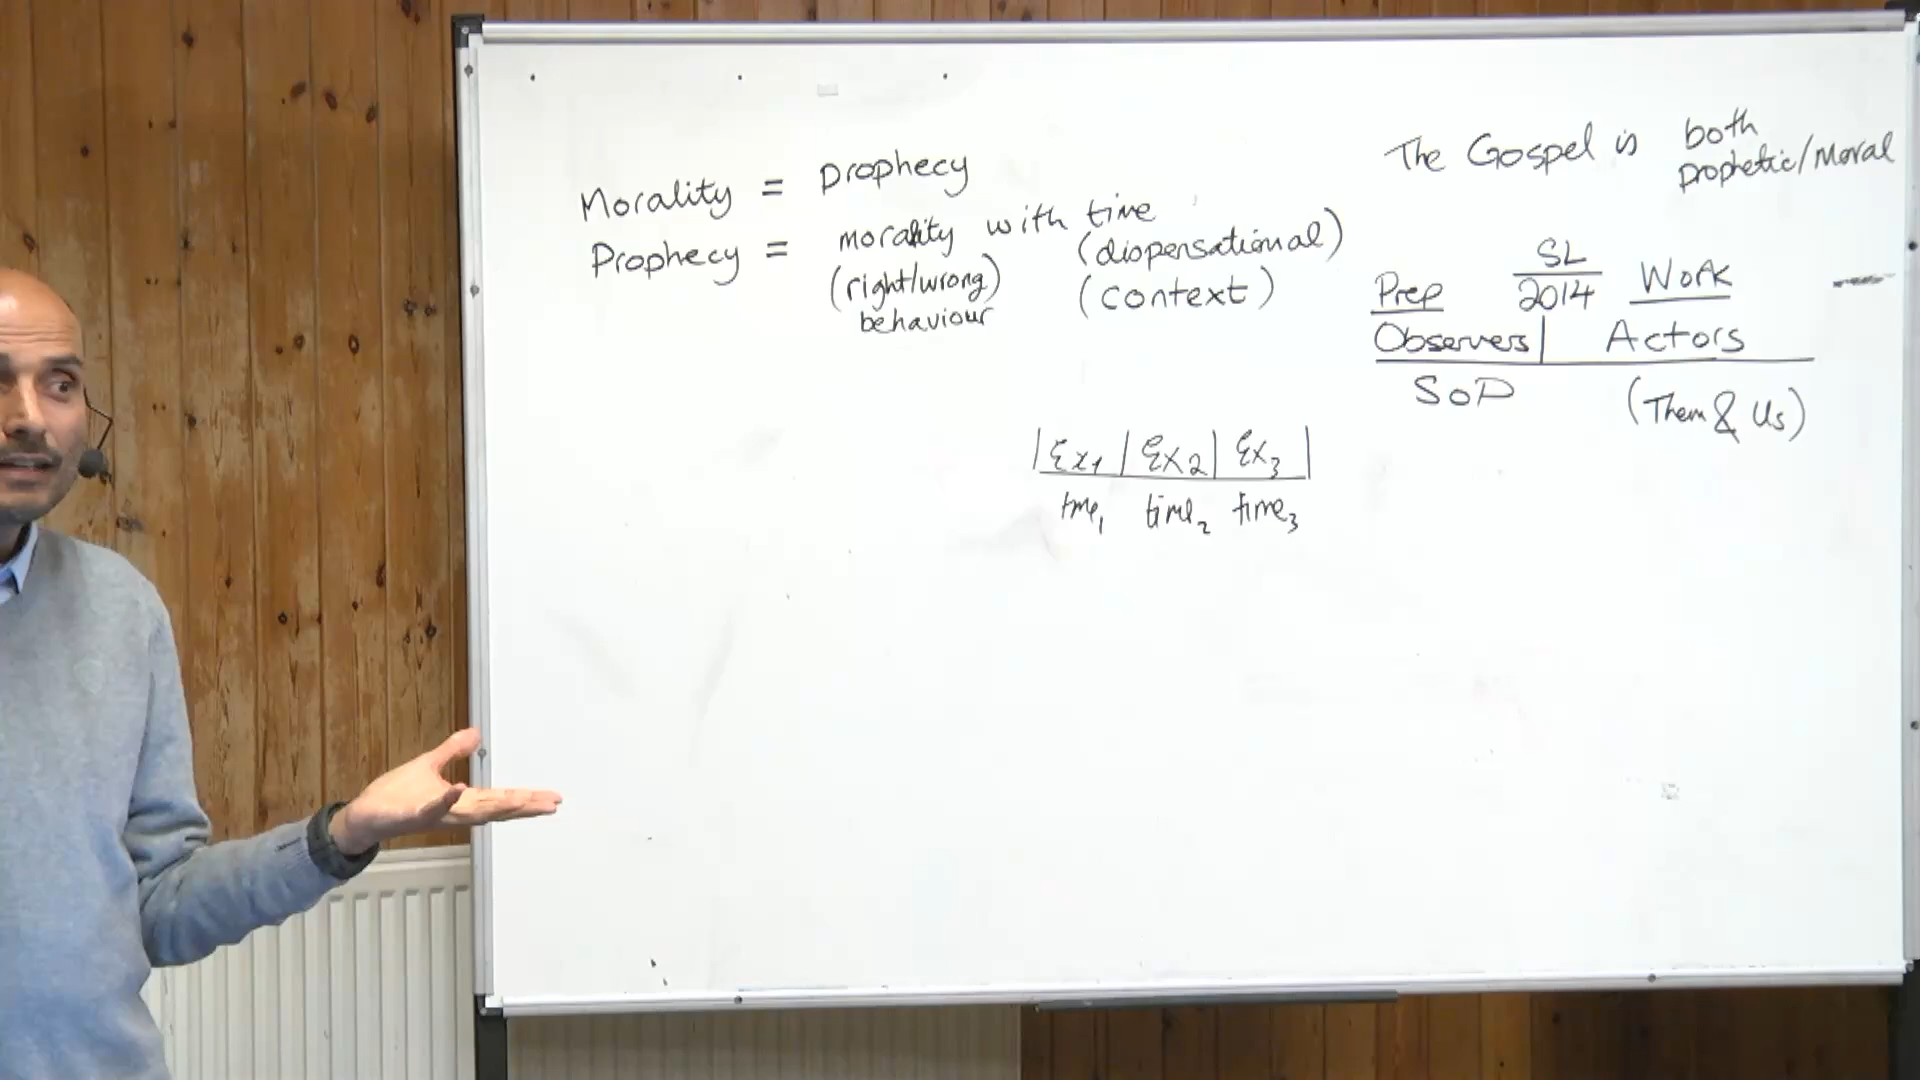 Morality = prophecy
Prophecy = morality with time
(right/wrong) (dispensational)
behaviour (context)
The Gospel is both
prophetic/Moral
SL
Prep 2014 Work
Observers | Actors
SoP (Them & Us)
|Ex1 | Ex2 | Ex3 |
time1 time2 time3